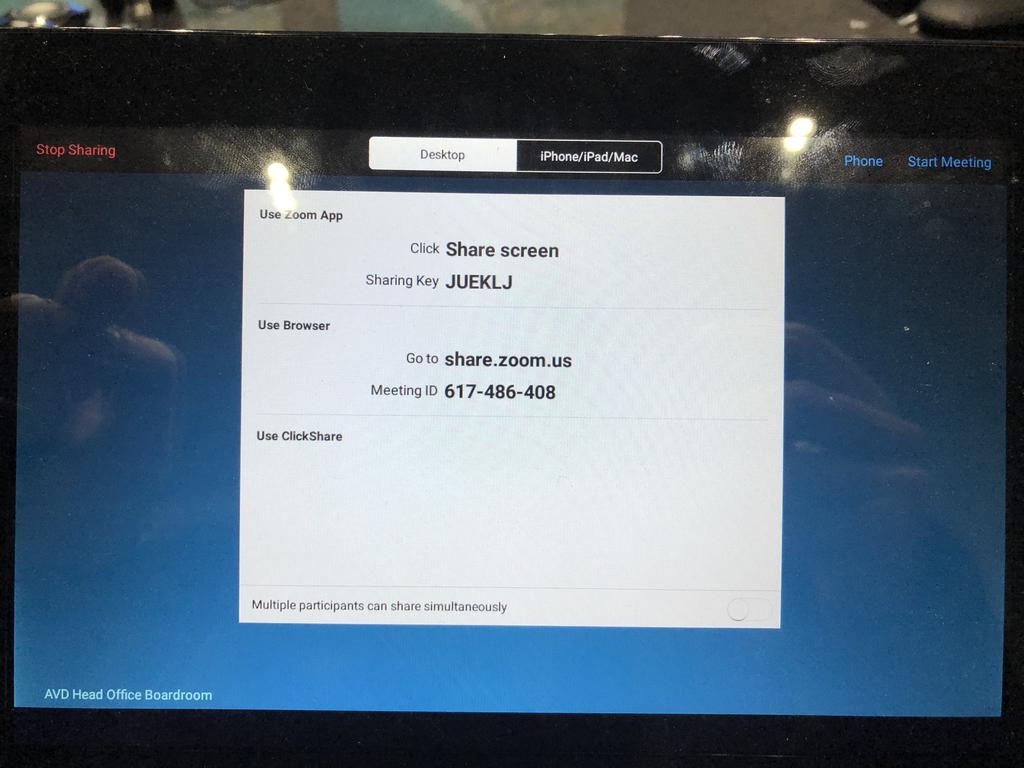 Stop Sharing
Desktop
iPhone/iPad/Mac
Phone
Start Meeting
Use Zoom App
Click Share screen
Sharing Key JUEKLJ
Use Browser
Go to share.zoom.us
Meeting ID 617-486-408
Use ClickShare
Multiple participants can share simultaneously
AVD Head Office Boardroom